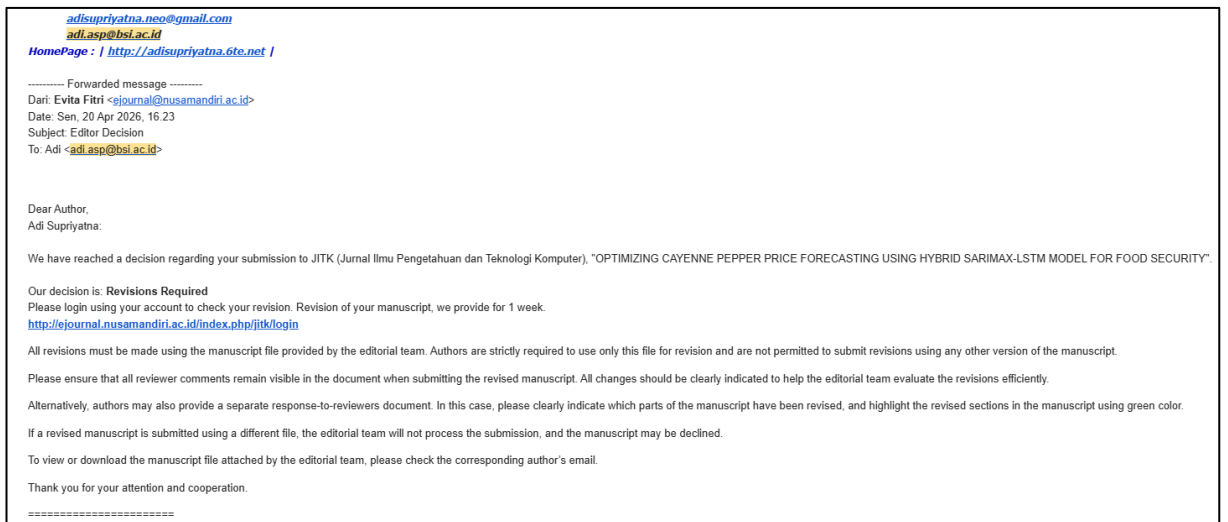 adisupriyatna.neo@gmail.com
adi.asp@bsi.ac.id
HomePage : | http://adisupriyatna.6te.net |
---------- Forwarded message ---------
Dari: Evita Fitri <ejournal@nusamandiri.ac.id>
Date: Sen, 20 Apr 2026, 16.23
Subject: Editor Decision
To: Adi <adi.asp@bsi.ac.id>
Dear Author,
Adi Supriyatna:
We have reached a decision regarding your submission to JITK (Jurnal Ilmu Pengetahuan dan Teknologi Komputer), "OPTIMIZING CAYENNE PEPPER PRICE FORECASTING USING HYBRID SARIMAX-LSTM MODEL FOR FOOD SECURITY".
Our decision is: Revisions Required
Please login using your account to check your revision. Revision of your manuscript, we provide for 1 week.
http://ejournal.nusamandiri.ac.id/index.php/jitk/login
All revisions must be made using the manuscript file provided by the editorial team. Authors are strictly required to use only this file for revision and are not permitted to submit revisions using any other version of the manuscript.
Please ensure that all reviewer comments remain visible in the document when submitting the revised manuscript. All changes should be clearly indicated to help the editorial team evaluate the revisions efficiently.
Alternatively, authors may also provide a separate response-to-reviewers document. In this case, please clearly indicate which parts of the manuscript have been revised, and highlight the revised sections in the manuscript using green color.
If a revised manuscript is submitted using a different file, the editorial team will not process the submission, and the manuscript may be declined.
To view or download the manuscript file attached by the editorial team, please check the corresponding author's email.
Thank you for your attention and cooperation.
=======================